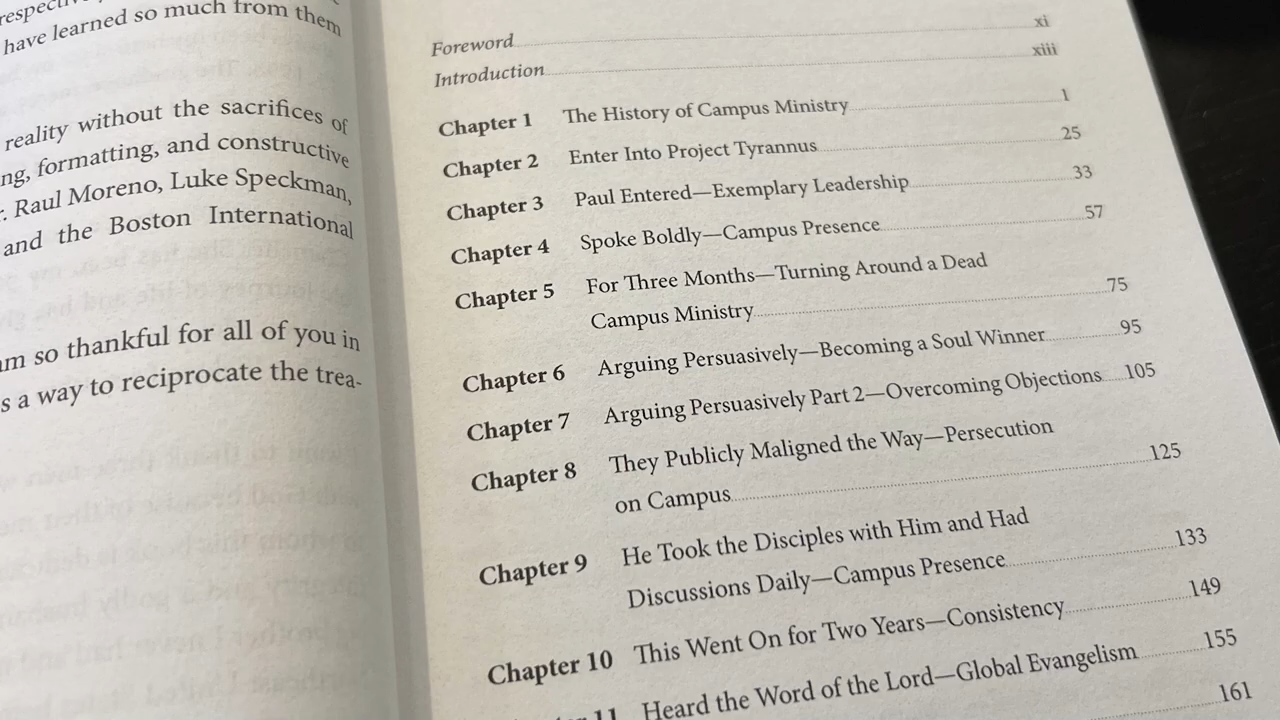 have learned so much from them
reality without the sacrifices of
ng, formatting, and constructive
r. Raul Moreno, Luke Speckman,
and the Boston International
am so thankful for all of you in
s a way to reciprocate the trea-
Foreword xi
Introduction xiii
Chapter 1 The History of Campus Ministry 1
Chapter 2 Enter Into Project Tyrannus 25
Chapter 3 Paul Entered—Exemplary Leadership 33
Chapter 4 Spoke Boldly—Campus Presence 57
Chapter 5 For Three Months—Turning Around a Dead
Campus Ministry 75
Chapter 6 Arguing Persuasively—Becoming a Soul Winner 95
Chapter 7 Arguing Persuasively Part 2—Overcoming Objections 105
Chapter 8 They Publicly Maligned the Way—Persecution
on Campus 125
Chapter 9 He Took the Disciples with Him and Had
Discussions Daily—Campus Presence 133
Chapter 10 This Went On for Two Years—Consistency 149
11 Heard the Word of the Lord—Global Evangelism 155
161